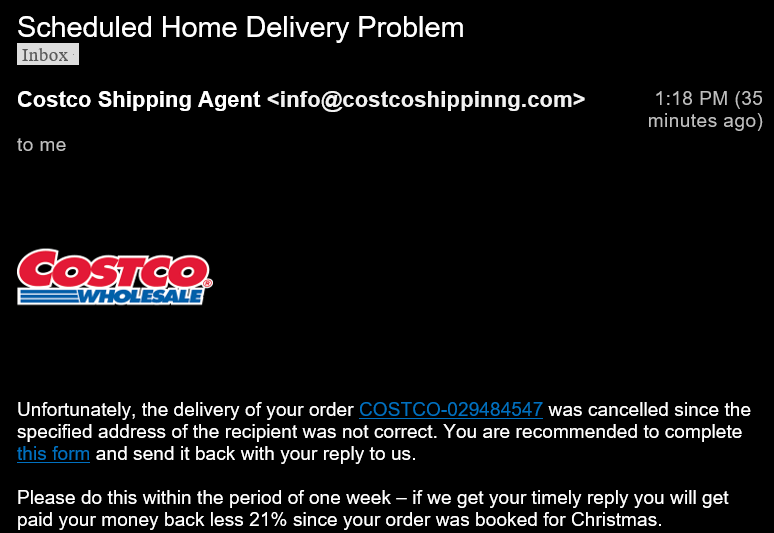 Scheduled Home Delivery Problem
Inbox
Costco Shipping Agent <info@costcoshippinng.com>
1:18 PM (35
minutes ago)
to me
COSTCO
WHOLESALE
Unfortunately, the delivery of your order COSTCO-029484547 was cancelled since the
specified address of the recipient was not correct. You are recommended to complete
this form and send it back with your reply to us.
Please do this within the period of one week – if we get your timely reply you will get
paid your money back less 21% since your order was booked for Christmas.